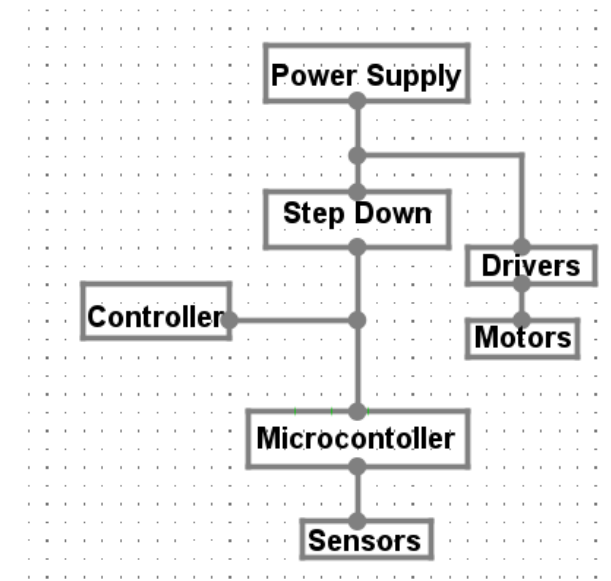 Power Supply
Step Down
Drivers
Controller
Motors
Microcontoller
Sensors